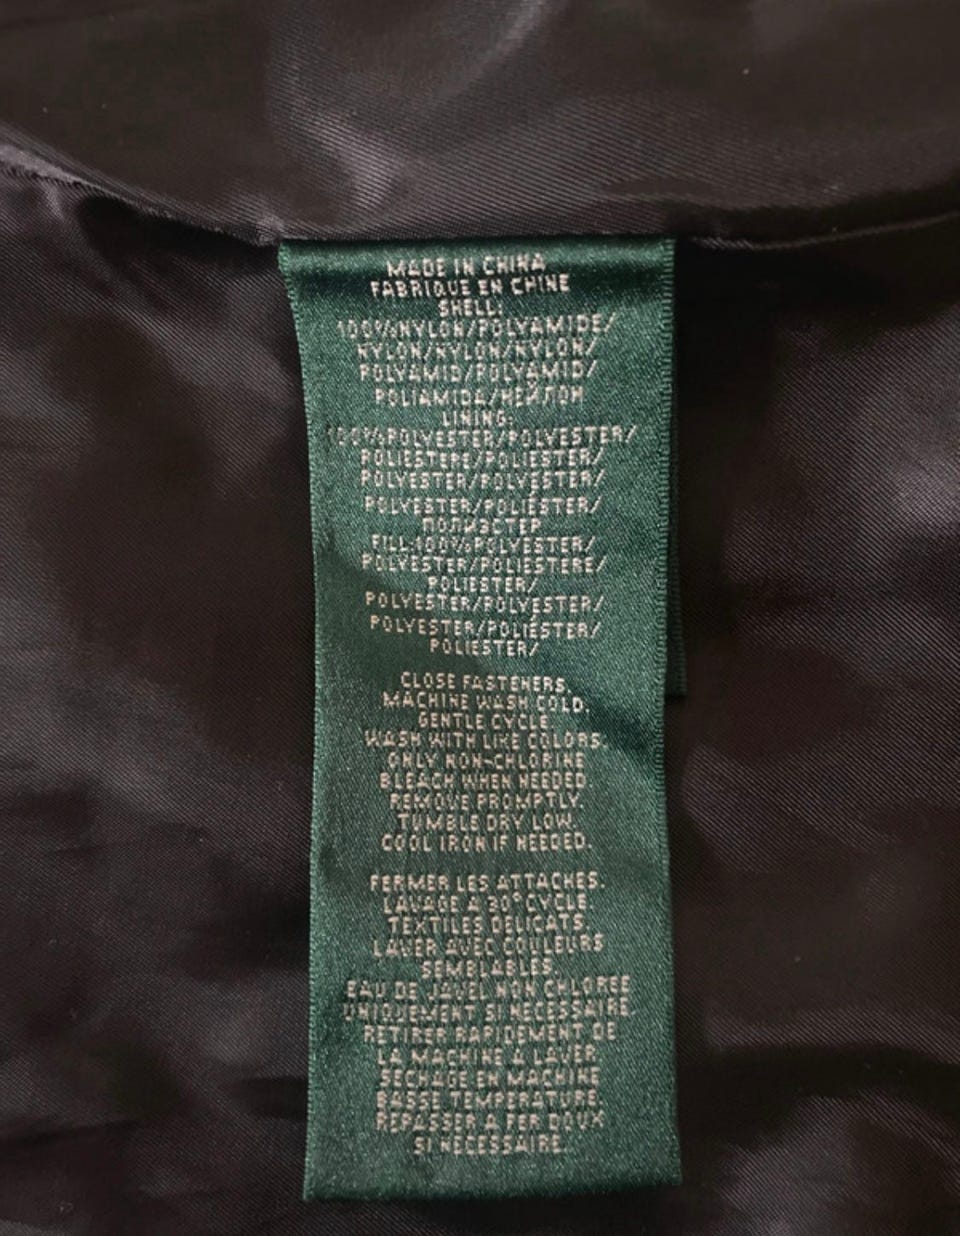 MADE IN CHINA
FABRIQUE EN CHINE
SHELL:
100%NYLON/POLYAMIDE/
NYLON/NYLON/NYLON/
POLYAMID/POLYAMID/
POLIAMIDA/НЕЙЛОН
LINING:
100%POLYESTER/POLYESTER/
POLIESTERE/POLIESTER/
POLYESTER/POLYESTER/
POLYESTER/POLIÉSTER/
ПОЛИЭСТЕР
FILL:100%POLYESTER/
POLYESTER/POLIESTERE/
POLIESTER/
POLYESTER/POLYESTER/
POLYESTER/POLIÉSTER/
POLIESTER/
CLOSE FASTENERS.
MACHINE WASH COLD.
GENTLE CYCLE.
WASH WITH LIKE COLORS.
ONLY NON-CHLORINE
BLEACH WHEN NEEDED
REMOVE PROMPTLY.
TUMBLE DRY LOW.
COOL IRON IF NEEDED.
FERMER LES ATTACHES.
LAVAGE A 30° CYCLE
TEXTILES DELICATS.
LAVER AVEC COULEURS
SEMBLABLES.
EAU DE JAVEL NON CHLOREE
UNIQUEMENT SI NECESSAIRE.
RETIRER RAPIDEMENT DE
LA MACHINE A LAVER
SECHAGE EN MACHINE
BASSE TEMPERATURE.
REPASSER A FER DOUX
SI NECESSAIRE.